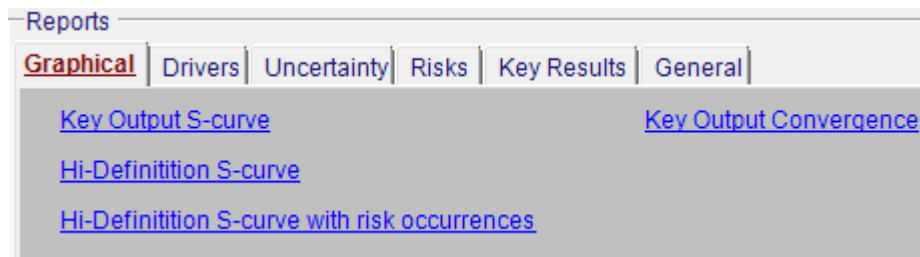 Reports
Graphical Drivers Uncertainty Risks Key Results General
Key Output S-curve Key Output Convergence
Hi-Definitition S-curve
Hi-Definitition S-curve with risk occurrences